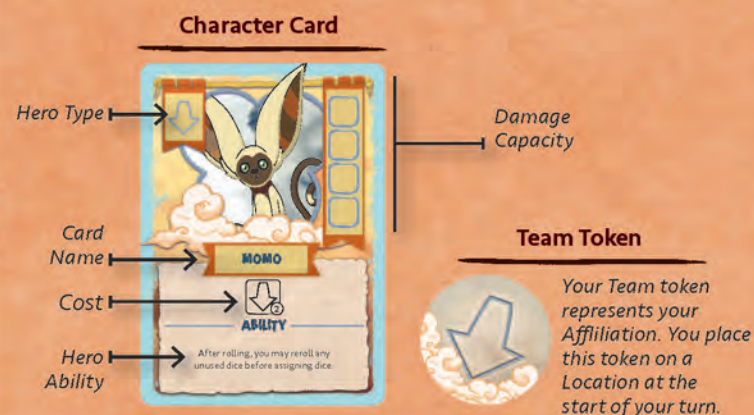 Character Card
Hero Type
Damage
Capacity
Card
Name
MOMO
Cost
2
ABILITY
Hero
Ability
After rolling, you may reroll any
unused dice before assigning dice.
Team Token
Your Team token
represents your
Affliliation. You place
this token on a
Location at the
start of your turn.